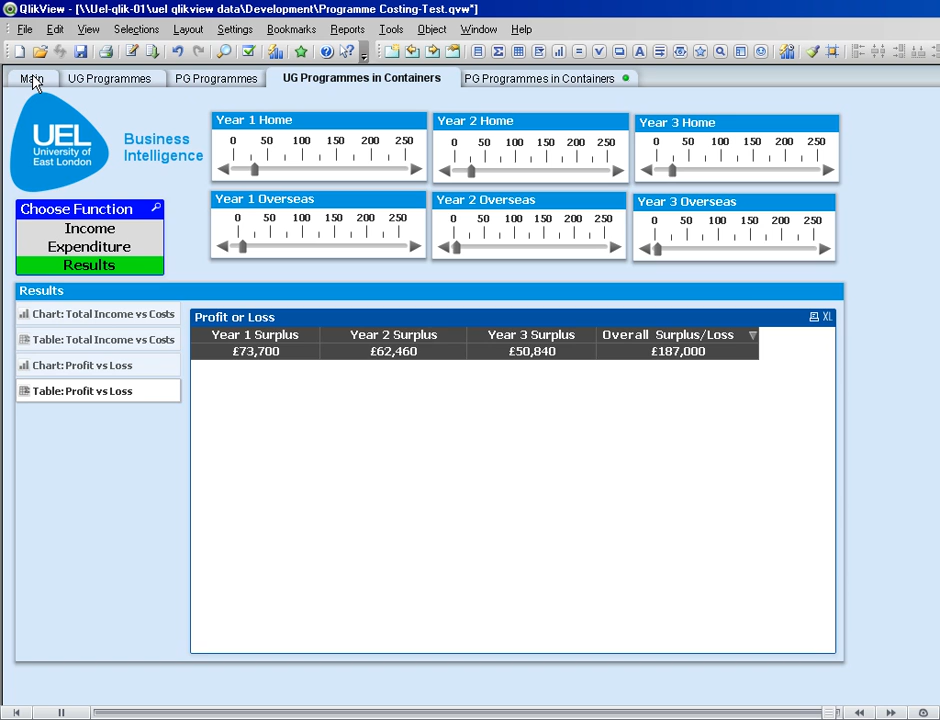 QlikView - [\\Uel-qlik-01\uel qlikview data\Development\Programme Costing-Test.qvw*]
File Edit View Selections Layout Settings Bookmarks Reports Tools Object Window Help
Main UG Programmes PG Programmes UG Programmes in Containers PG Programmes in Containers
UEL
University of
East London
Business
Intelligence
Year 1 Home
0 50 100 150 200 250
Year 2 Home
0 50 100 150 200 250
Year 3 Home
0 50 100 150 200 250
Year 1 Overseas
0 50 100 150 200 250
Year 2 Overseas
0 50 100 150 200 250
Year 3 Overseas
0 50 100 150 200 250
Choose Function
Income
Expenditure
Results
Results
Chart: Total Income vs Costs
Table: Total Income vs Costs
Chart: Profit vs Loss
Table: Profit vs Loss
Profit or Loss XL
Year 1 Surplus Year 2 Surplus Year 3 Surplus Overall Surplus/Loss
£73,700 £62,460 £50,840 £187,000